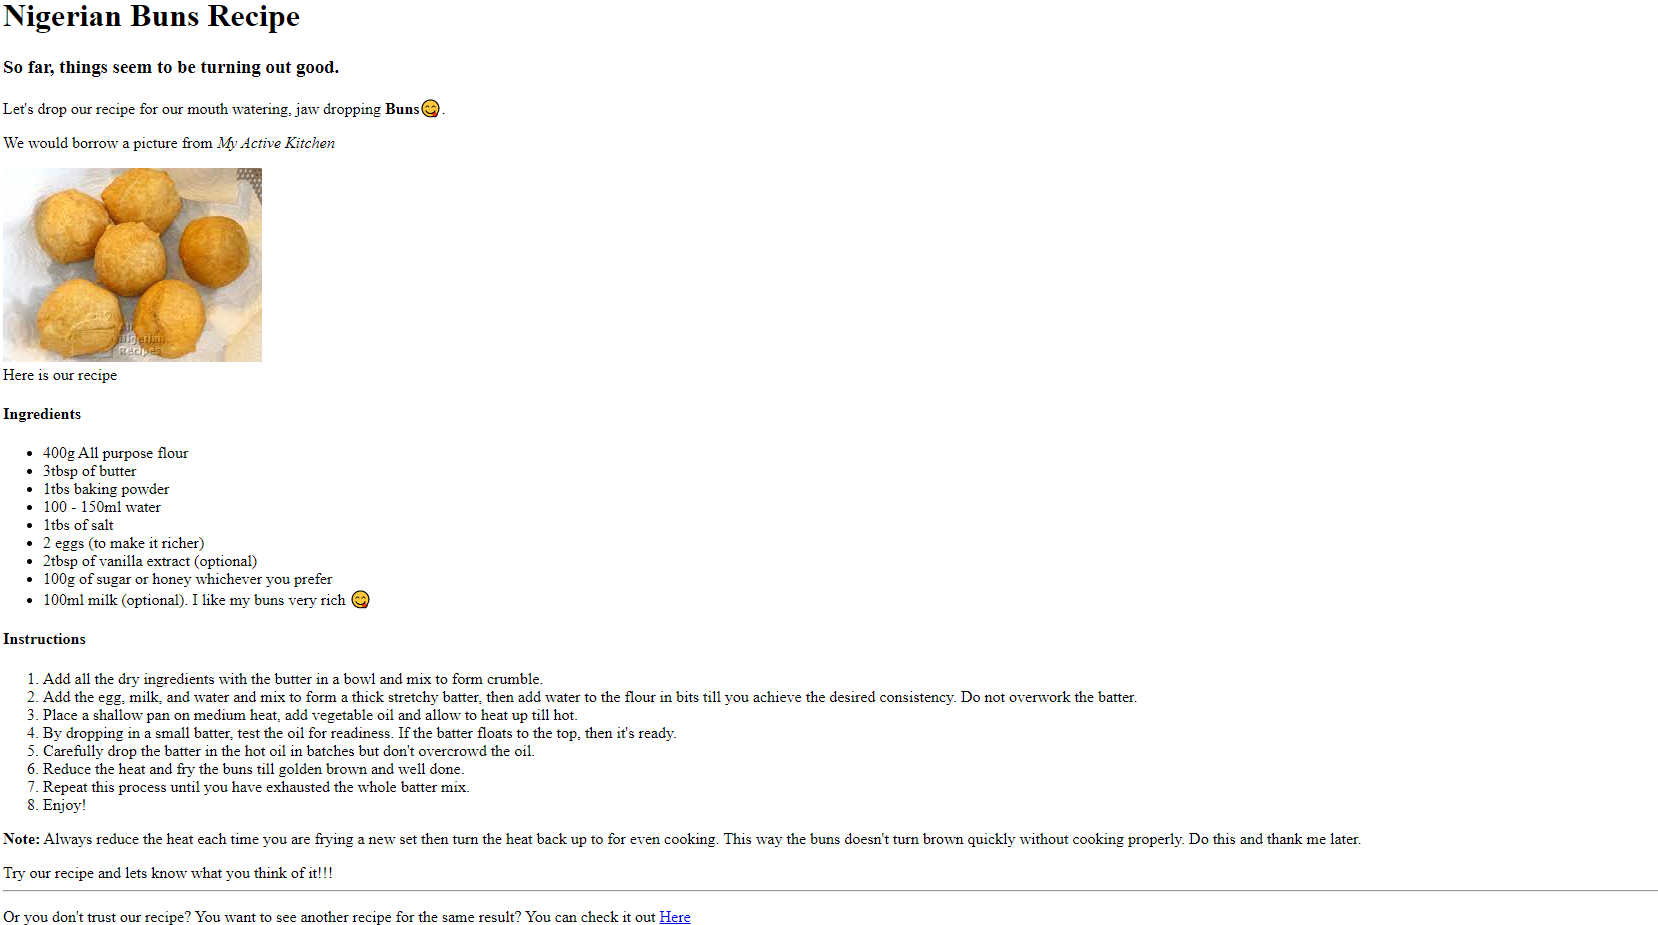 Nigerian Buns Recipe
So far, things seem to be turning out good.
Let's drop our recipe for our mouth watering, jaw dropping Buns😋.
We would borrow a picture from My Active Kitchen
Nigerian
Recipes
Here is our recipe
Ingredients
• 400g All purpose flour
• 3tbsp of butter
• 1tbs baking powder
• 100 - 150ml water
• 1tbs of salt
• 2 eggs (to make it richer)
• 2tbsp of vanilla extract (optional)
• 100g of sugar or honey whichever you prefer
• 100ml milk (optional). I like my buns very rich 😋
Instructions
1. Add all the dry ingredients with the butter in a bowl and mix to form crumble.
2. Add the egg, milk, and water and mix to form a thick stretchy batter, then add water to the flour in bits till you achieve the desired consistency. Do not overwork the batter.
3. Place a shallow pan on medium heat, add vegetable oil and allow to heat up till hot.
4. By dropping in a small batter, test the oil for readiness. If the batter floats to the top, then it's ready.
5. Carefully drop the batter in the hot oil in batches but don't overcrowd the oil.
6. Reduce the heat and fry the buns till golden brown and well done.
7. Repeat this process until you have exhausted the whole batter mix.
8. Enjoy!
Note: Always reduce the heat each time you are frying a new set then turn the heat back up to for even cooking. This way the buns doesn't turn brown quickly without cooking properly. Do this and thank me later.
Try our recipe and lets know what you think of it!!!
Or you don't trust our recipe? You want to see another recipe for the same result? You can check it out Here